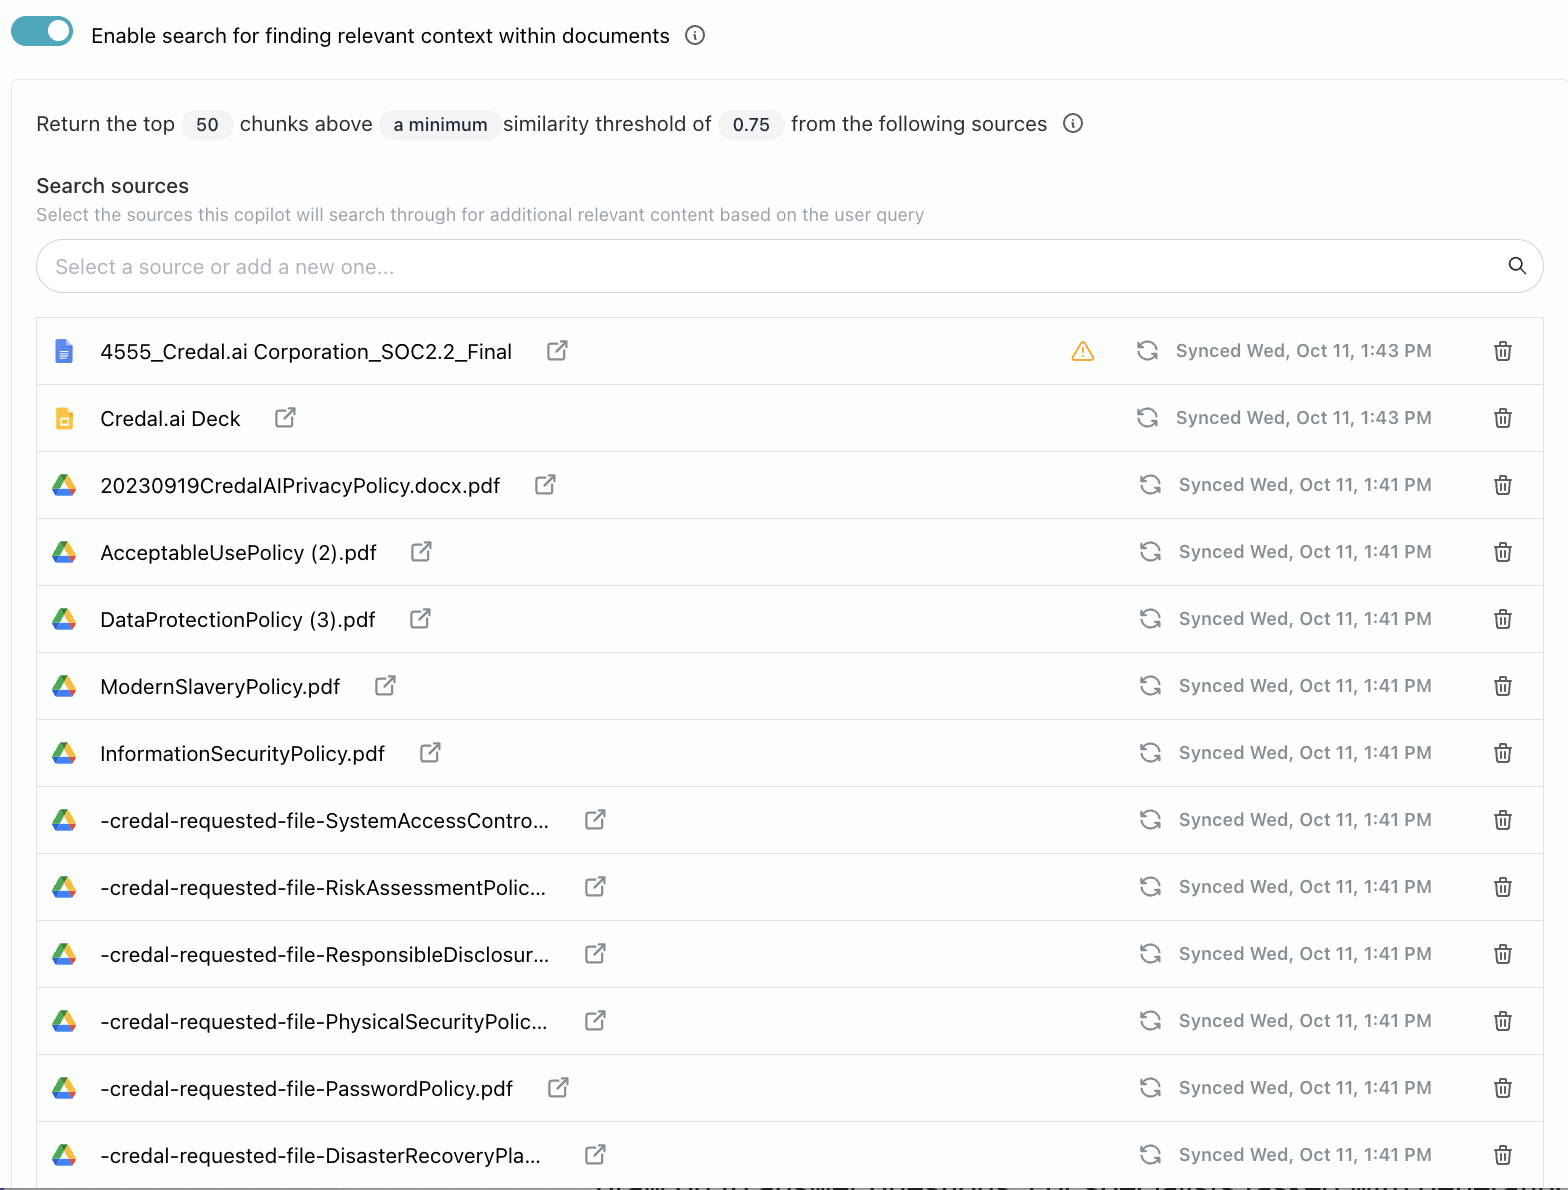 Enable search for finding relevant context within documents
Return the top 50 chunks above a minimum similarity threshold of 0.75 from the following sources
Search sources
Select the sources this copilot will search through for additional relevant content based on the user query
Select a source or add a new one...
4555_Credal.ai Corporation_SOC2.2_Final Synced Wed, Oct 11, 1:43 PM
Credal.ai Deck Synced Wed, Oct 11, 1:43 PM
20230919CredalAIPrivacyPolicy.docx.pdf Synced Wed, Oct 11, 1:41 PM
AcceptableUsePolicy (2).pdf Synced Wed, Oct 11, 1:41 PM
DataProtectionPolicy (3).pdf Synced Wed, Oct 11, 1:41 PM
ModernSlaveryPolicy.pdf Synced Wed, Oct 11, 1:41 PM
InformationSecurityPolicy.pdf Synced Wed, Oct 11, 1:41 PM
-credal-requested-file-SystemAccessContro... Synced Wed, Oct 11, 1:41 PM
-credal-requested-file-RiskAssessmentPolic... Synced Wed, Oct 11, 1:41 PM
-credal-requested-file-ResponsibleDisclosur... Synced Wed, Oct 11, 1:41 PM
-credal-requested-file-PhysicalSecurityPolic... Synced Wed, Oct 11, 1:41 PM
-credal-requested-file-PasswordPolicy.pdf Synced Wed, Oct 11, 1:41 PM
-credal-requested-file-DisasterRecoveryPla... Synced Wed, Oct 11, 1:41 PM